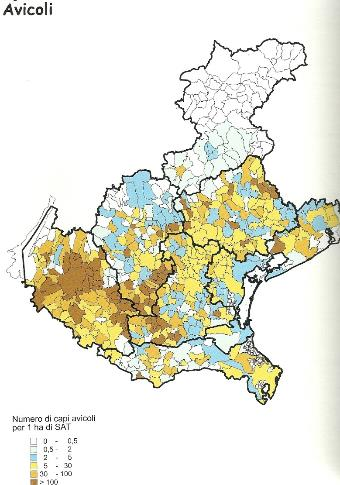 Avicoli
Numero di capi avicoli
per 1 ha di SAT
0 - 0,5
0,5 - 2
2 - 5
5 - 30
30 - 100
> 100